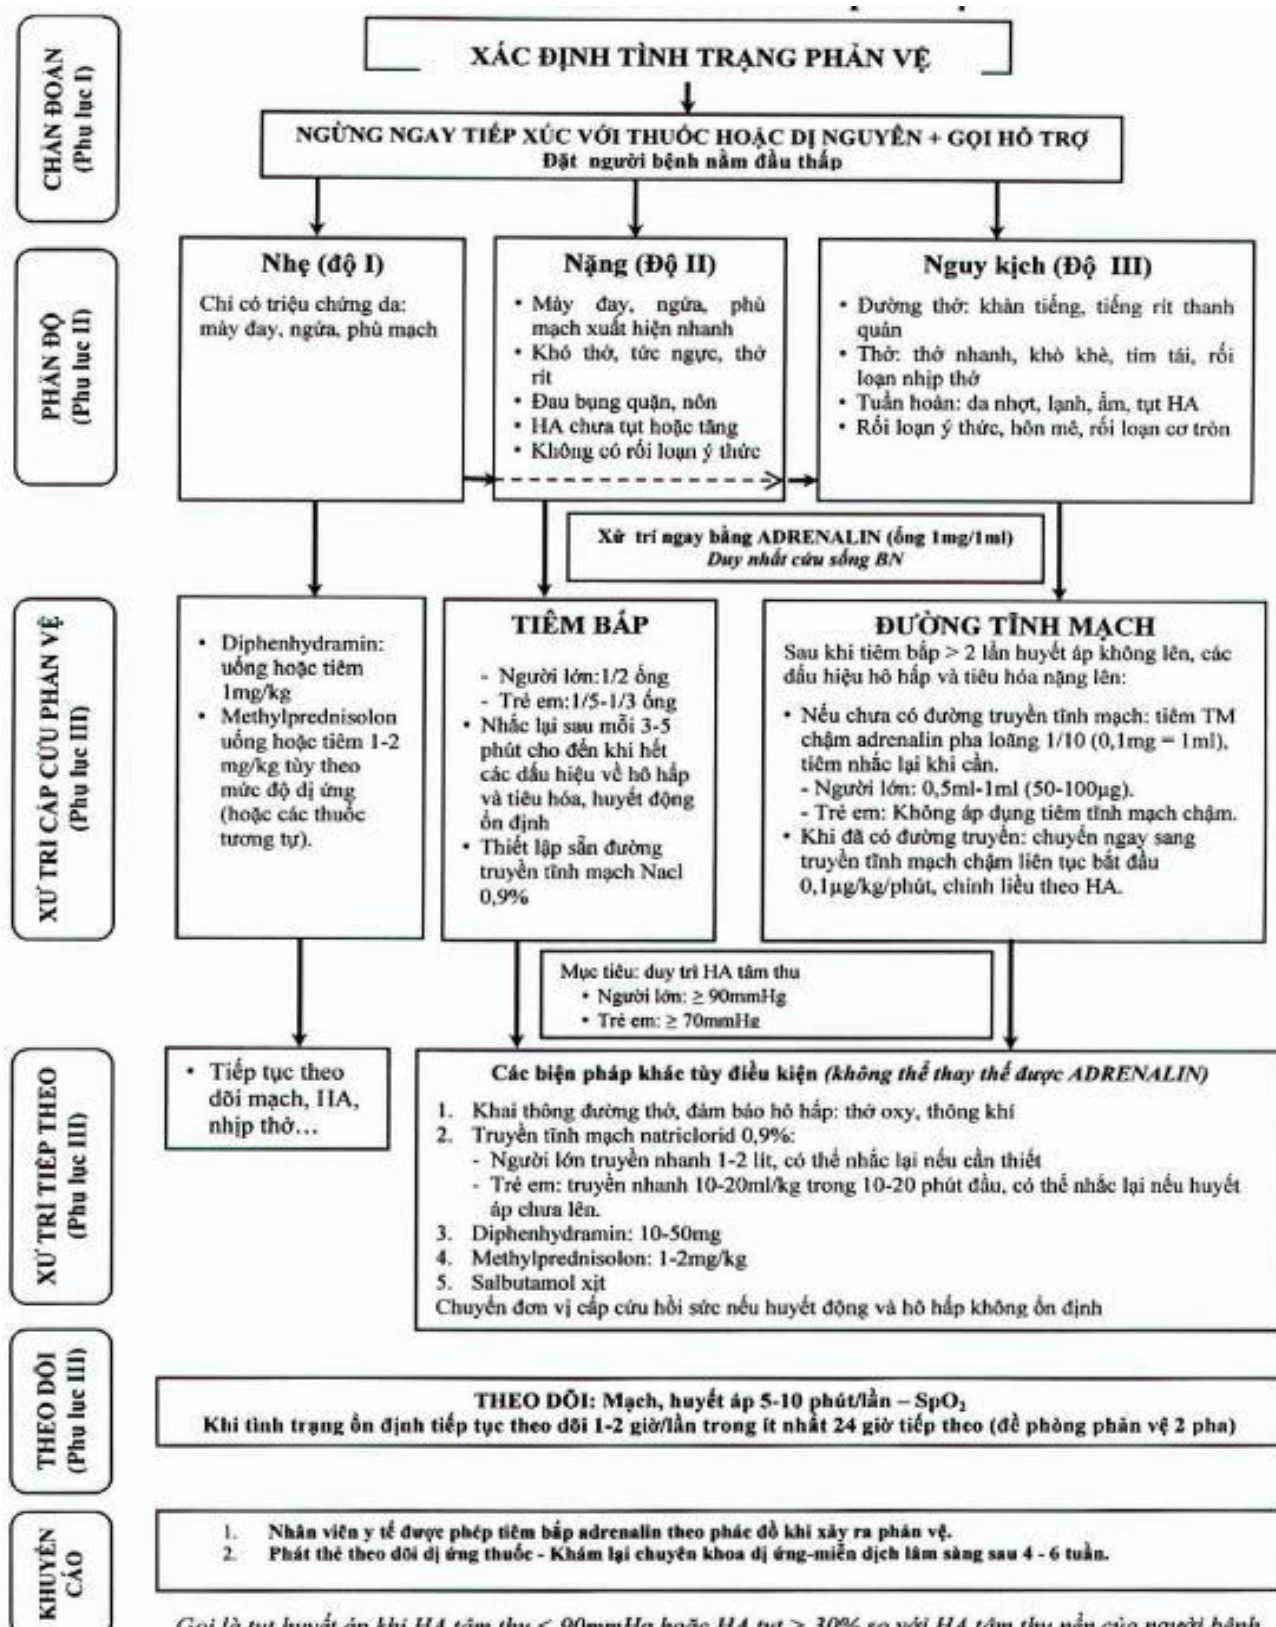 XÁC ĐỊNH TÌNH TRẠNG PHẢN VỆ
CHẨN ĐOÁN
(Phụ lục I)
NGỪNG NGAY TIẾP XÚC VỚI THUỐC HOẶC DỊ NGUYÊN + GỌI HỖ TRỢ
Đặt người bệnh nằm đầu thấp
PHÂN ĐỘ
(Phụ lục II)
Nhẹ (độ I)
Chỉ có triệu chứng da:
mày đay, ngứa, phù mạch
Nặng (Độ II)
• Mày đay, ngứa, phù
mạch xuất hiện nhanh
• Khó thở, tức ngực, thở
rít
• Đau bụng quặn, nôn
• HA chưa tụt hoặc tăng
• Không có rối loạn ý thức
Nguy kịch (Độ III)
• Đường thở: khàn tiếng, tiếng rít thanh
quản
• Thở: thở nhanh, khò khè, tím tái, rối
loạn nhịp thở
• Tuần hoàn: da nhợt, lạnh, ẩm, tụt HA
• Rối loạn ý thức, hôn mê, rối loạn cơ tròn
Xử trí ngay bằng ADRENALIN (ống 1mg/1ml)
Duy nhất cứu sống BN
XỬ TRÍ CẤP CỨU PHẢN VỆ
(Phụ lục III)
• Diphenhydramin:
uống hoặc tiêm
1mg/kg
• Methylprednisolon
uống hoặc tiêm 1-2
mg/kg tùy theo
mức độ dị ứng
(hoặc các thuốc
tương tự).
TIÊM BẮP
- Người lớn:1/2 ống
- Trẻ em:1/5-1/3 ống
• Nhắc lại sau mỗi 3-5
phút cho đến khi hết
các dấu hiệu về hô hấp
và tiêu hóa, huyết động
ổn định
• Thiết lập sẵn đường
truyền tĩnh mạch Nacl
0,9%
ĐƯỜNG TĨNH MẠCH
Sau khi tiêm bắp > 2 lần huyết áp không lên, các
dấu hiệu hô hấp và tiêu hóa nặng lên:
• Nếu chưa có đường truyền tĩnh mạch: tiêm TM
chậm adrenalin pha loãng 1/10 (0,1mg = 1ml),
tiêm nhắc lại khi cần.
- Người lớn: 0,5ml-1ml (50-100µg).
- Trẻ em: Không áp dụng tiêm tĩnh mạch chậm.
• Khi đã có đường truyền: chuyển ngay sang
truyền tĩnh mạch chậm liên tục bắt đầu
0,1µg/kg/phút, chỉnh liều theo HA.
Mục tiêu: duy trì HA tâm thu
• Người lớn: ≥ 90mmHg
• Trẻ em: ≥ 70mmHg
XỬ TRÍ TIẾP THEO
(Phụ lục III)
• Tiếp tục theo
dõi mạch, HA,
nhịp thở…
Các biện pháp khác tùy điều kiện (không thể thay thế được ADRENALIN)
1. Khai thông đường thở, đảm bảo hô hấp: thở oxy, thông khí
2. Truyền tĩnh mạch natriclorid 0,9%:
- Người lớn truyền nhanh 1-2 lít, có thể nhắc lại nếu cần thiết
- Trẻ em: truyền nhanh 10-20ml/kg trong 10-20 phút đầu, có thể nhắc lại nếu huyết
áp chưa lên.
3. Diphenhydramin: 10-50mg
4. Methylprednisolon: 1-2mg/kg
5. Salbutamol xịt
Chuyển đơn vị cấp cứu hồi sức nếu huyết động và hô hấp không ổn định
THEO DÕI
(Phụ lục III)
THEO DÕI: Mạch, huyết áp 5-10 phút/lần – SpO₂
Khi tình trạng ổn định tiếp tục theo dõi 1-2 giờ/lần trong ít nhất 24 giờ tiếp theo (đề phòng phản vệ 2 pha)
KHUYẾN
CÁO
1. Nhân viên y tế được phép tiêm bắp adrenalin theo phác đồ khi xảy ra phản vệ.
2. Phát thẻ theo dõi dị ứng thuốc - Khám lại chuyên khoa dị ứng-miễn dịch lâm sàng sau 4 - 6 tuần.
Gọi là tụt huyết áp khi HA tâm thu < 90mmHg hoặc HA tụt > 30% so với HA tâm thu nền của người bệnh